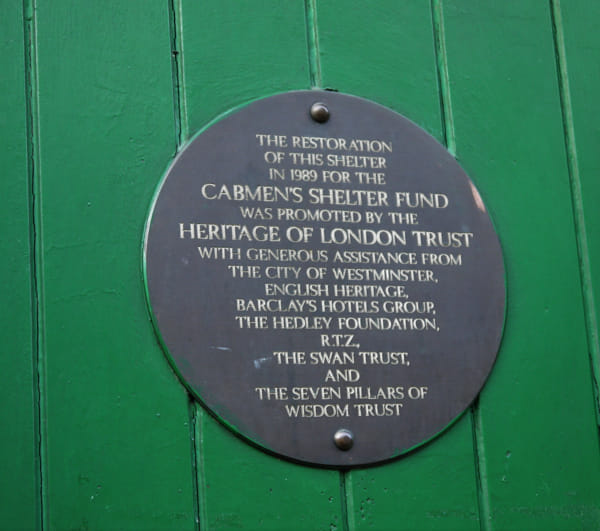 THE RESTORATION
OF THIS SHELTER
IN 1989 FOR THE
CABMEN'S SHELTER FUND
WAS PROMOTED BY THE
HERITAGE OF LONDON TRUST
WITH GENEROUS ASSISTANCE FROM
THE CITY OF WESTMINSTER,
ENGLISH HERITAGE,
BARCLAY'S HOTELS GROUP,
THE HEDLEY FOUNDATION,
R.T.Z.,
THE SWAN TRUST,
AND
THE SEVEN PILLARS OF
WISDOM TRUST